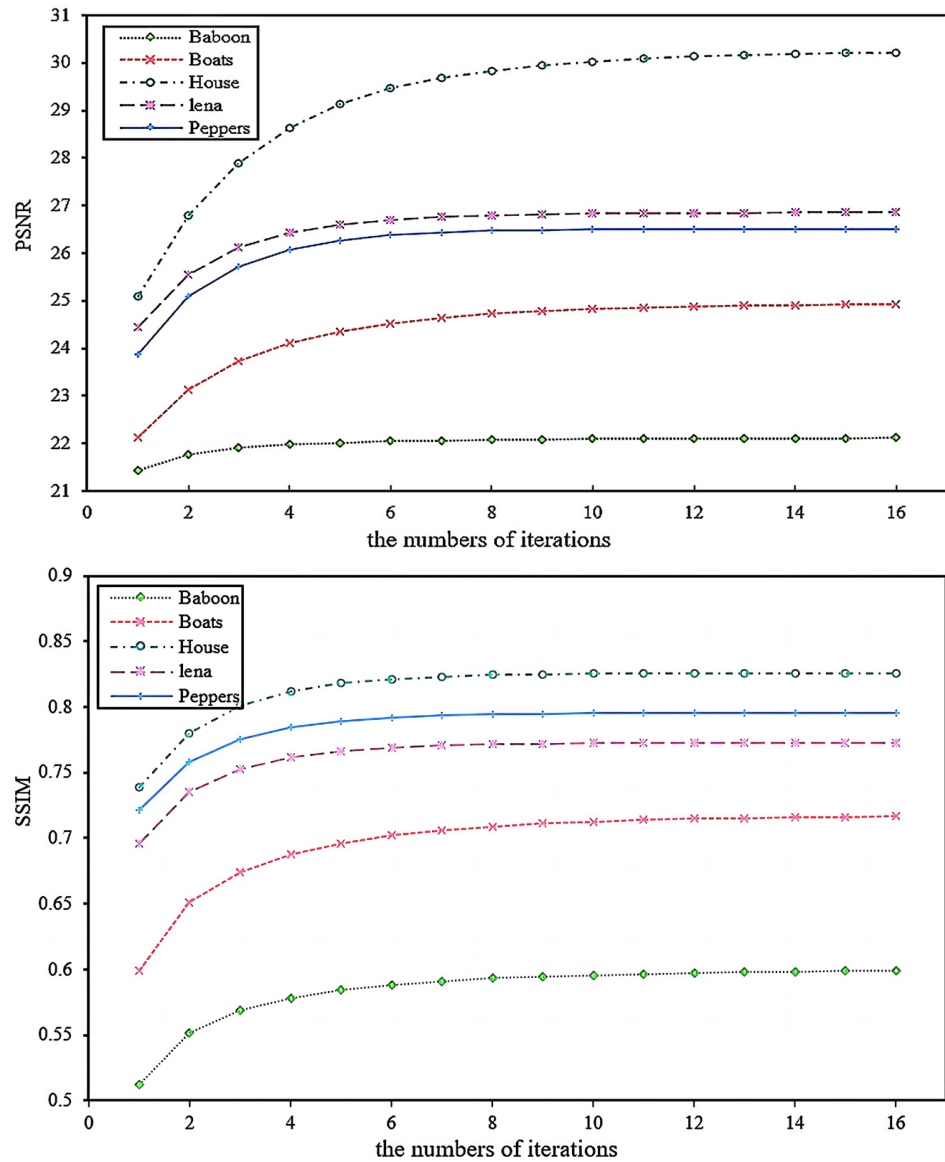 31
30
29
28
27
26
25
24
23
22
21
PSNR
Baboon
Boats
House
lena
Peppers
0 2 4 6 8 10 12 14 16
the numbers of iterations
0.9
0.85
0.8
0.75
0.7
0.65
0.6
0.55
0.5
SSIM
Baboon
Boats
House
lena
Peppers
0 2 4 6 8 10 12 14 16
the numbers of iterations